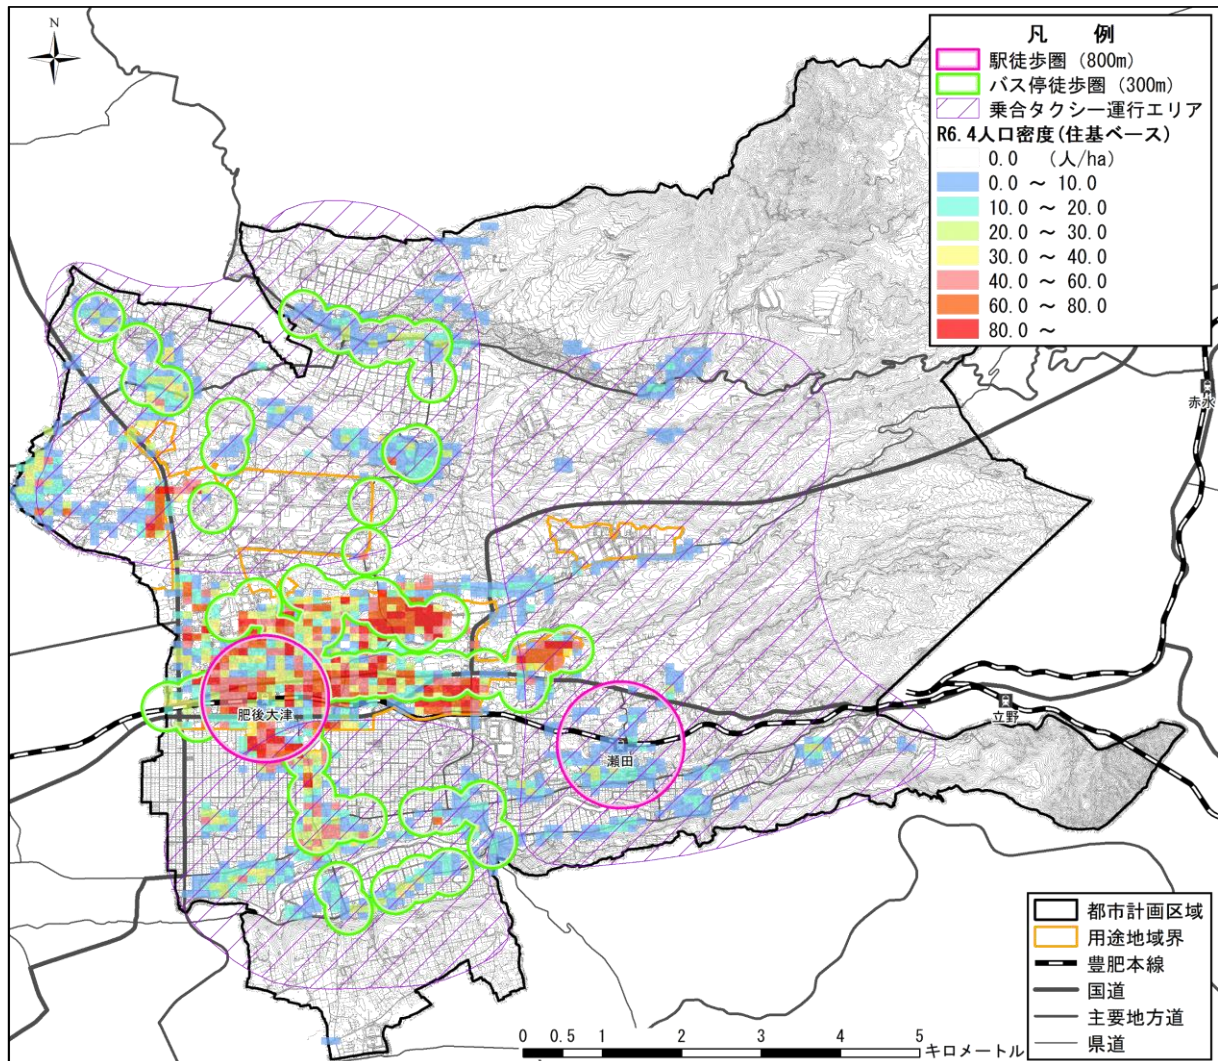 N
凡 例
駅徒歩圏 (800m)
バス停徒歩圏 (300m)
乗合タクシー運行エリア
R6.4人口密度(住基ベース)
0.0 (人/ha)
0.0 ～ 10.0
10.0 ～ 20.0
20.0 ～ 30.0
30.0 ～ 40.0
40.0 ～ 60.0
60.0 ～ 80.0
80.0 ～
赤水
肥後大津
立野
瀬田
都市計画区域
用途地域界
豊肥本線
国道
主要地方道
県道
0 0.5 1 2 3 4 5
キロメートル